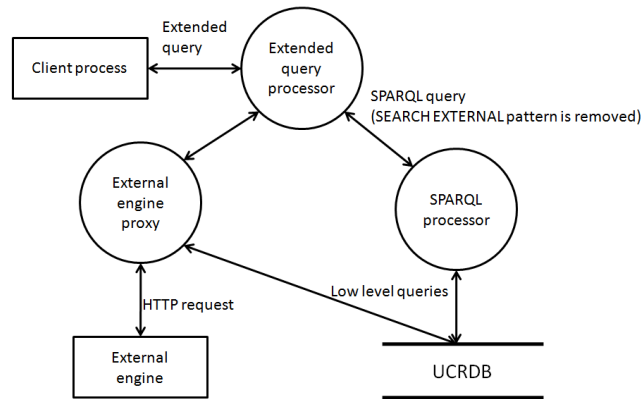 Extended
query
Client process
Extended
query
processor
SPARQL query
(SEARCH EXTERNAL pattern is removed)
External
engine
proxy
SPARQL
processor
HTTP request
Low level queries
External
engine
UCRDB